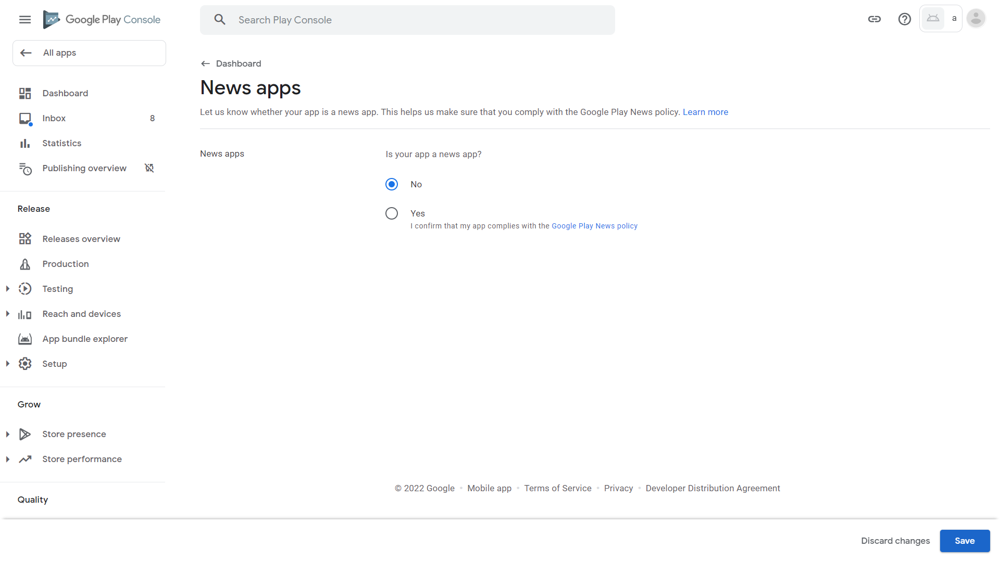 Google Play Console
Search Play Console
a
All apps
Dashboard
Inbox 8
Statistics
Publishing overview
Release
Releases overview
Production
Testing
Reach and devices
App bundle explorer
Setup
Grow
Store presence
Store performance
Quality
Dashboard
News apps
Let us know whether your app is a news app. This helps us make sure that you comply with the Google Play News policy. Learn more
News apps
Is your app a news app?
No
Yes
I confirm that my app complies with the Google Play News policy
© 2022 Google • Mobile app • Terms of Service • Privacy • Developer Distribution Agreement
Discard changes
Save